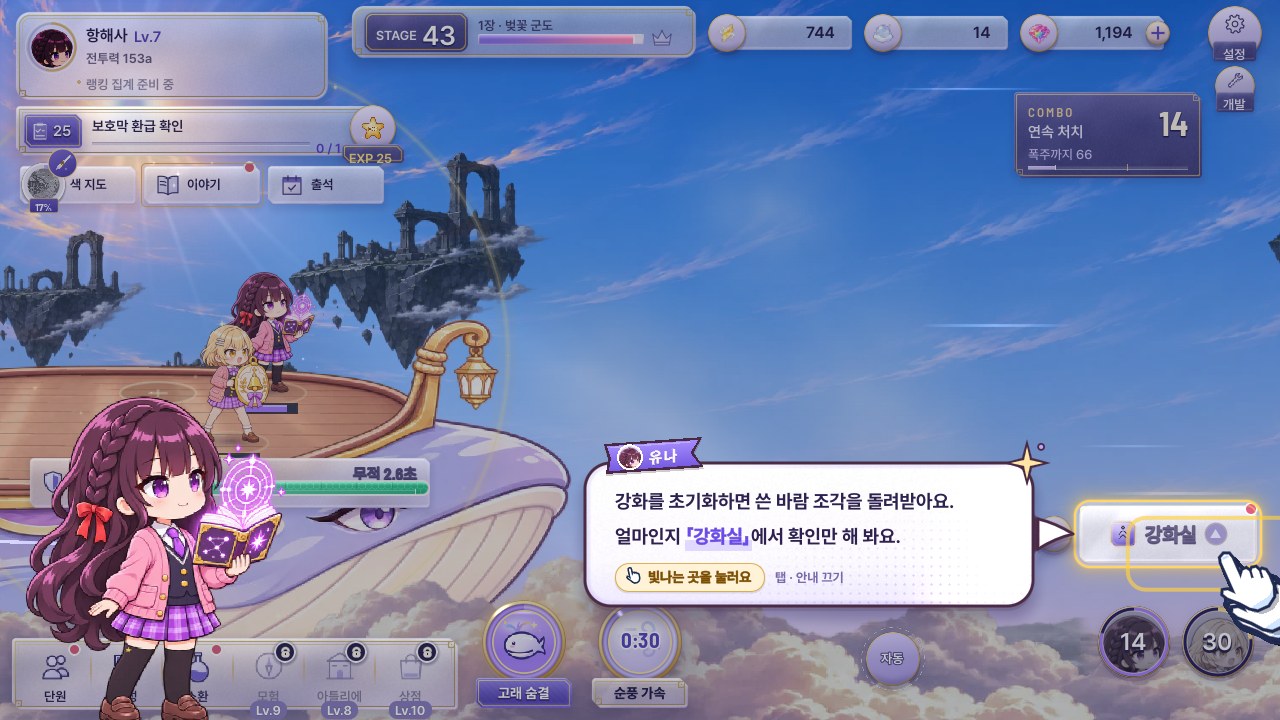 항해사 Lv.7
전투력 153a
랭킹 집계 준비 중
STAGE 43
1장 · 벚꽃 군도
744
14
1,194
설정
개발
25
보호막 환급 확인
0 / 1
EXP 25
색 지도
17%
이야기
출석
COMBO
연속 처치
14
폭주까지 66
무적 2.6초
유나
강화를 초기화하면 쓴 바람 조각을 돌려받아요.
얼마인지 「강화실」에서 확인만 해 봐요.
빛나는 곳을 눌러요
탭 · 안내 끄기
강화실
단원
모험
Lv.9
아틀리에
Lv.8
상점
Lv.10
고래 숨결
0:30
순풍 가속
자동
14
30